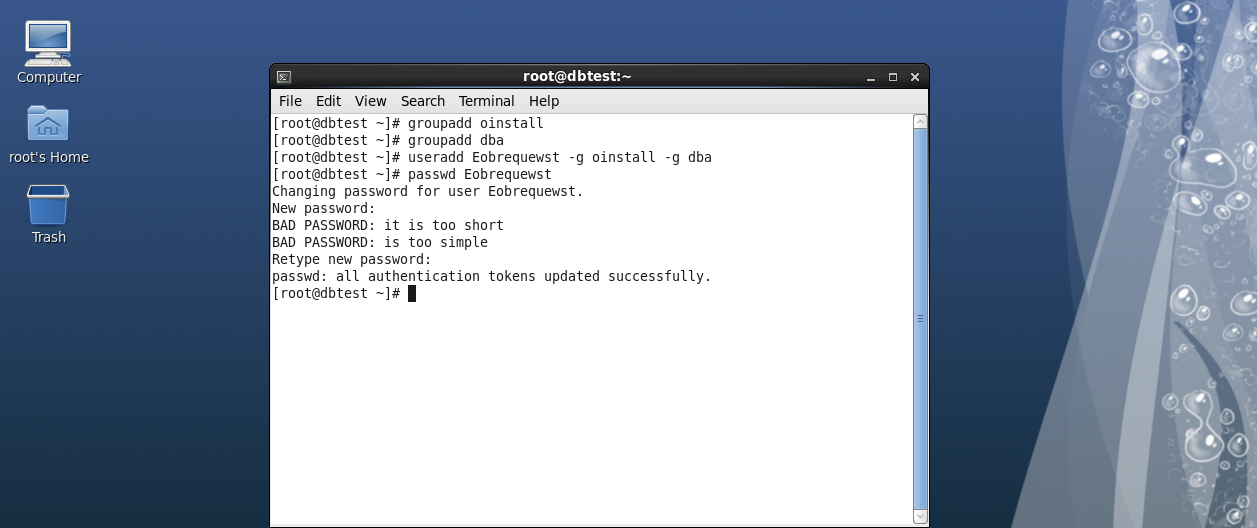 Computer
root's Home
Trash
root@dbtest:~
File Edit View Search Terminal Help
[root@dbtest ~]# groupadd oinstall
[root@dbtest ~]# groupadd dba
[root@dbtest ~]# useradd Eobrequewst -g oinstall -g dba
[root@dbtest ~]# passwd Eobrequewst
Changing password for user Eobrequewst.
New password:
BAD PASSWORD: it is too short
BAD PASSWORD: is too simple
Retype new password:
passwd: all authentication tokens updated successfully.
[root@dbtest ~]#